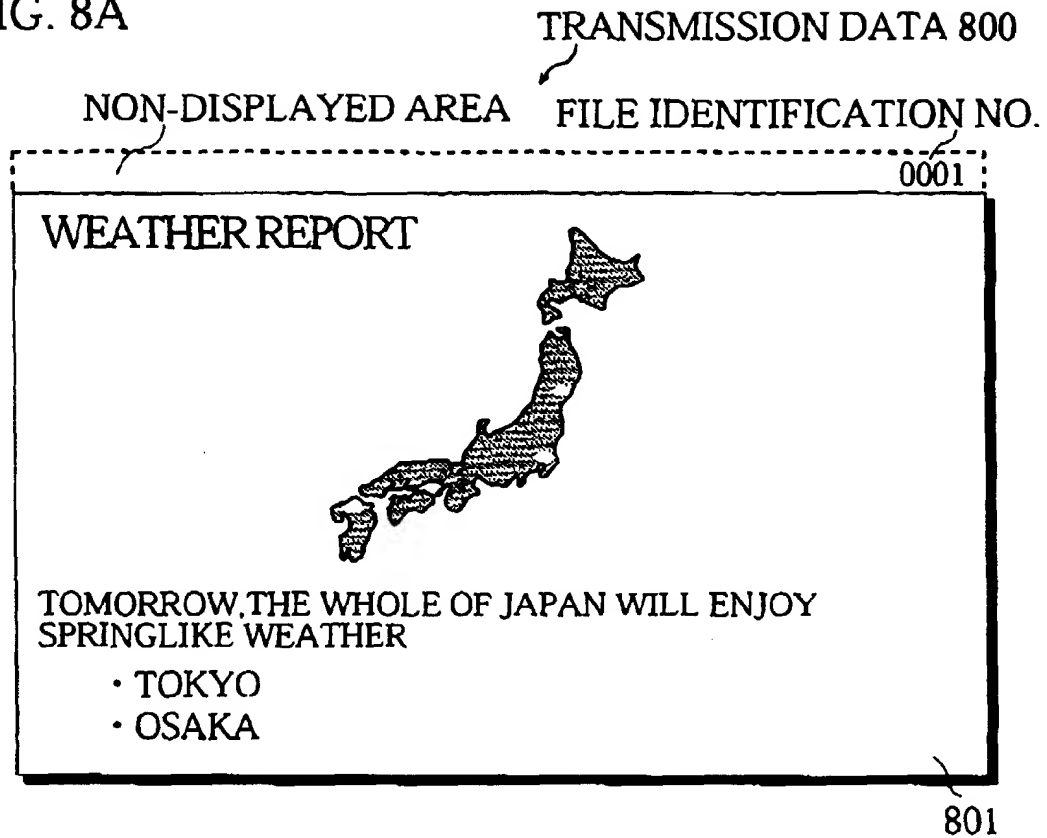 IG. 8A
TRANSMISSION DATA 800
NON-DISPLAYED AREA
FILE IDENTIFICATION NO.
0001
WEATHER REPORT
TOMORROW,THE WHOLE OF JAPAN WILL ENJOY
SPRINGLIKE WEATHER
· TOKYO
· OSAKA
801